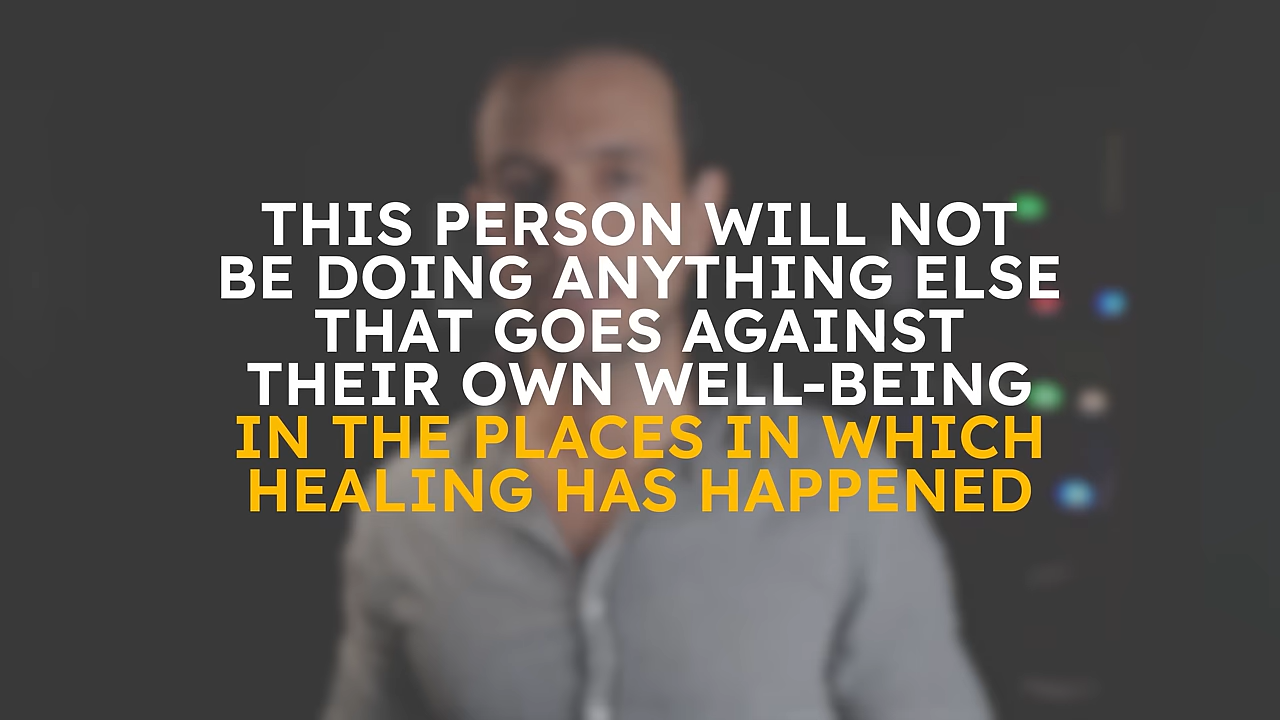 THIS PERSON WILL NOT
BE DOING ANYTHING ELSE
THAT GOES AGAINST
THEIR OWN WELL-BEING
IN THE PLACES IN WHICH
HEALING HAS HAPPENED